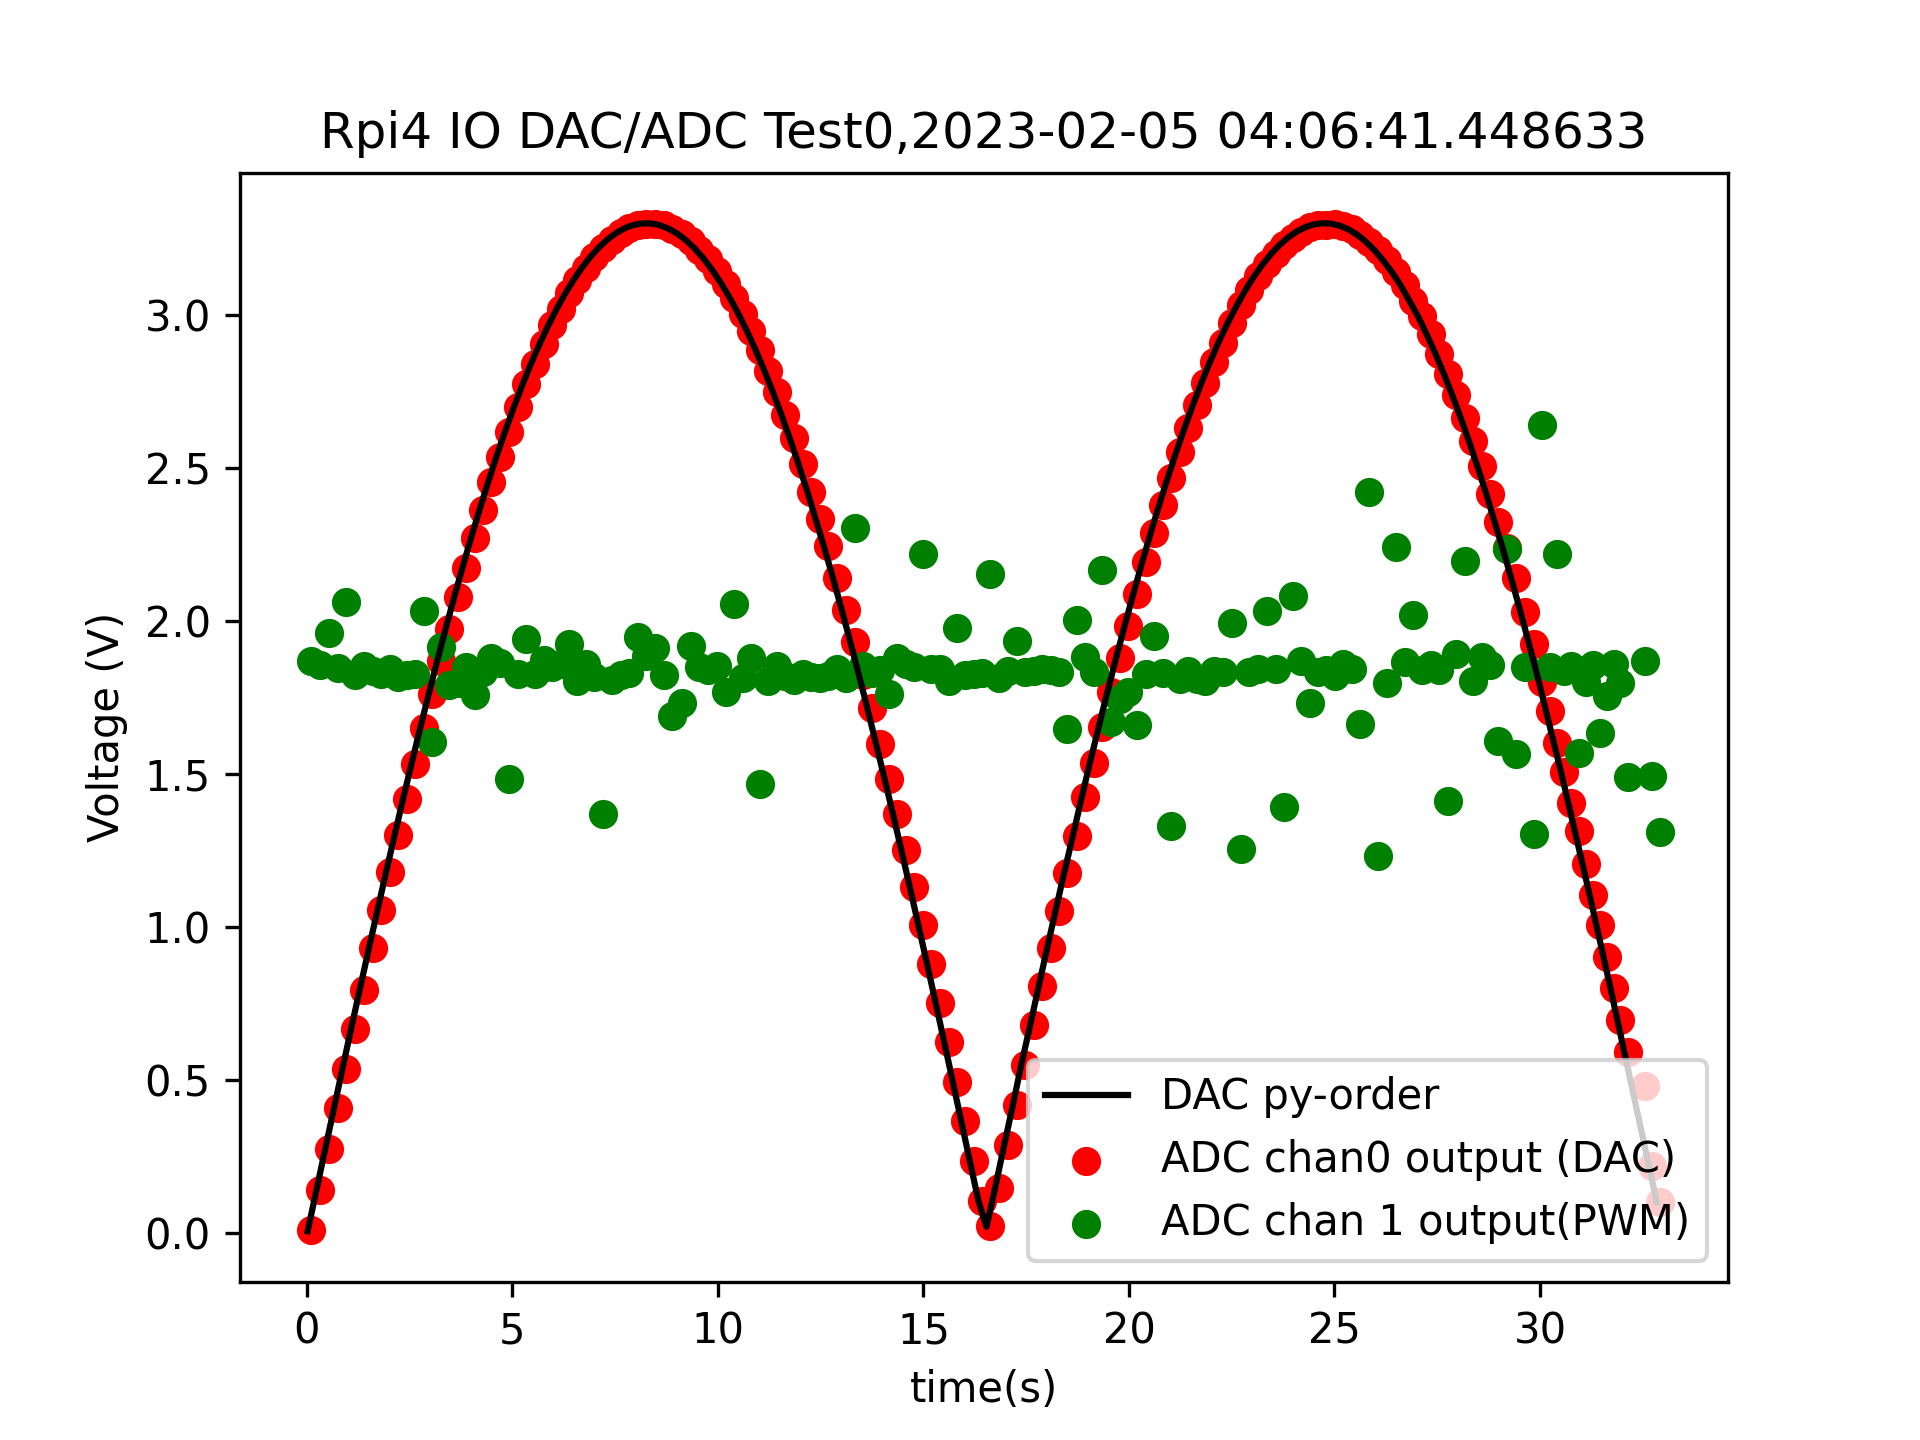 Rpi4 IO DAC/ADC Test0,2023-02-05 04:06:41.448633
Voltage (V)
3.0
2.5
2.0
1.5
1.0
0.5
0.0
DAC py-order
ADC chan0 output (DAC)
ADC chan 1 output(PWM)
0 5 10 15 20 25 30
time(s)